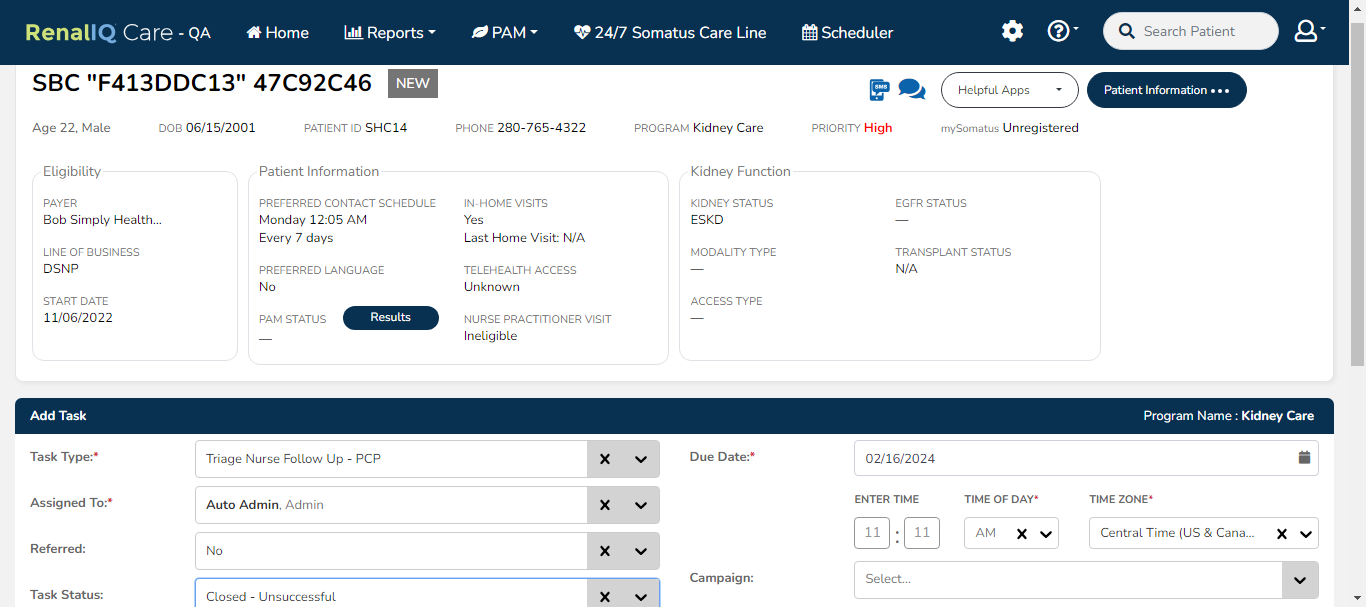 RenalIQ Care - QA Home Reports PAM 24/7 Somatus Care Line Scheduler ? Search Patient
SBC "F413DDC13" 47C92C46 NEW
SMS Helpful Apps Patient Information •••
Age 22, Male DOB 06/15/2001 PATIENT ID SHC14 PHONE 280-765-4322 PROGRAM Kidney Care PRIORITY High mySomatus Unregistered
Eligibility
PAYER
Bob Simply Health...
LINE OF BUSINESS
DSNP
START DATE
11/06/2022
Patient Information
PREFERRED CONTACT SCHEDULE
Monday 12:05 AM
Every 7 days
PREFERRED LANGUAGE
No
PAM STATUS Results
—
IN-HOME VISITS
Yes
Last Home Visit: N/A
TELEHEALTH ACCESS
Unknown
NURSE PRACTITIONER VISIT
Ineligible
Kidney Function
KIDNEY STATUS
ESKD
MODALITY TYPE
—
ACCESS TYPE
—
EGFR STATUS
—
TRANSPLANT STATUS
N/A
Add Task Program Name : Kidney Care
Task Type:* Triage Nurse Follow Up - PCP
Assigned To:* Auto Admin, Admin
Referred: No
Task Status: Closed - Unsuccessful
Due Date:* 02/16/2024
ENTER TIME TIME OF DAY* TIME ZONE*
11 : 11 AM Central Time (US & Cana...
Campaign: Select...